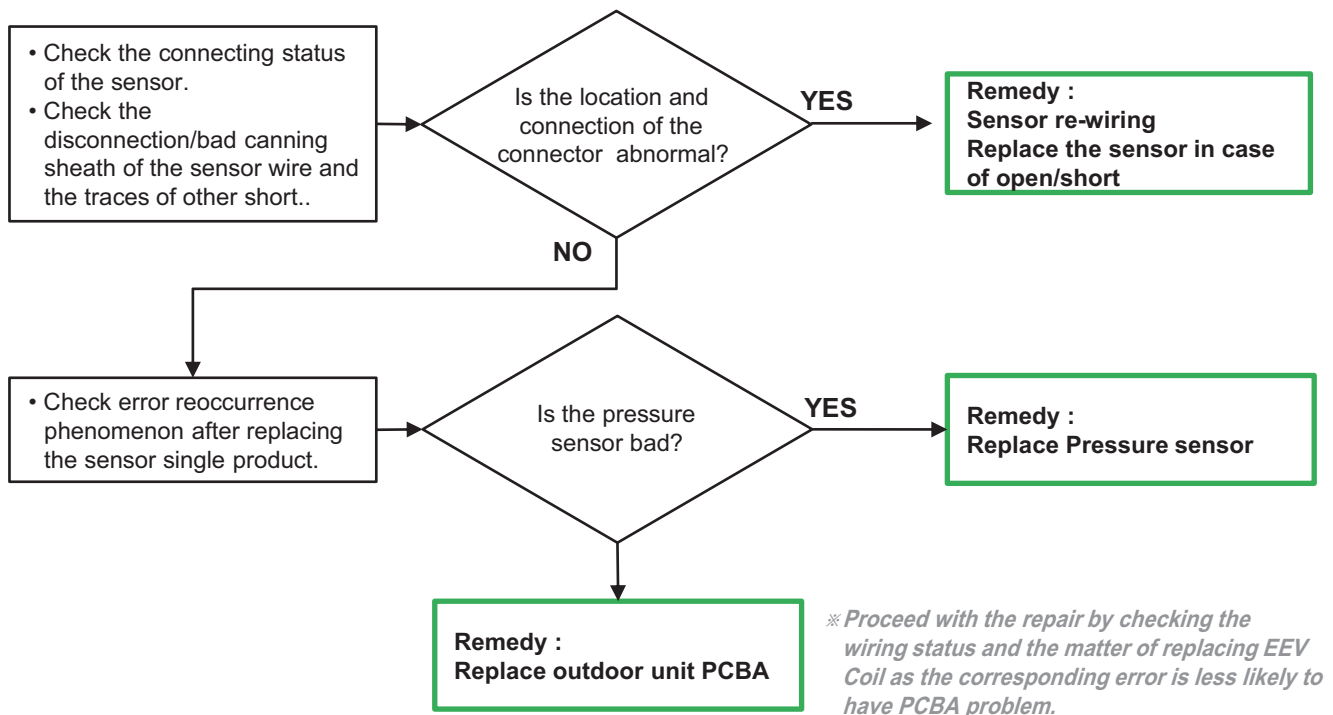 • Check the connecting status
of the sensor.
• Check the
disconnection/bad canning
sheath of the sensor wire and
the traces of other short..
Is the location and
connection of the
connector abnormal?
YES
Remedy :
Sensor re-wiring
Replace the sensor in case
of open/short
NO
• Check error reoccurrence
phenomenon after replacing
the sensor single product.
Is the pressure
sensor bad?
YES
Remedy :
Replace Pressure sensor
Remedy :
Replace outdoor unit PCBA
※ Proceed with the repair by checking the
wiring status and the matter of replacing EEV
Coil as the corresponding error is less likely to
have PCBA problem.